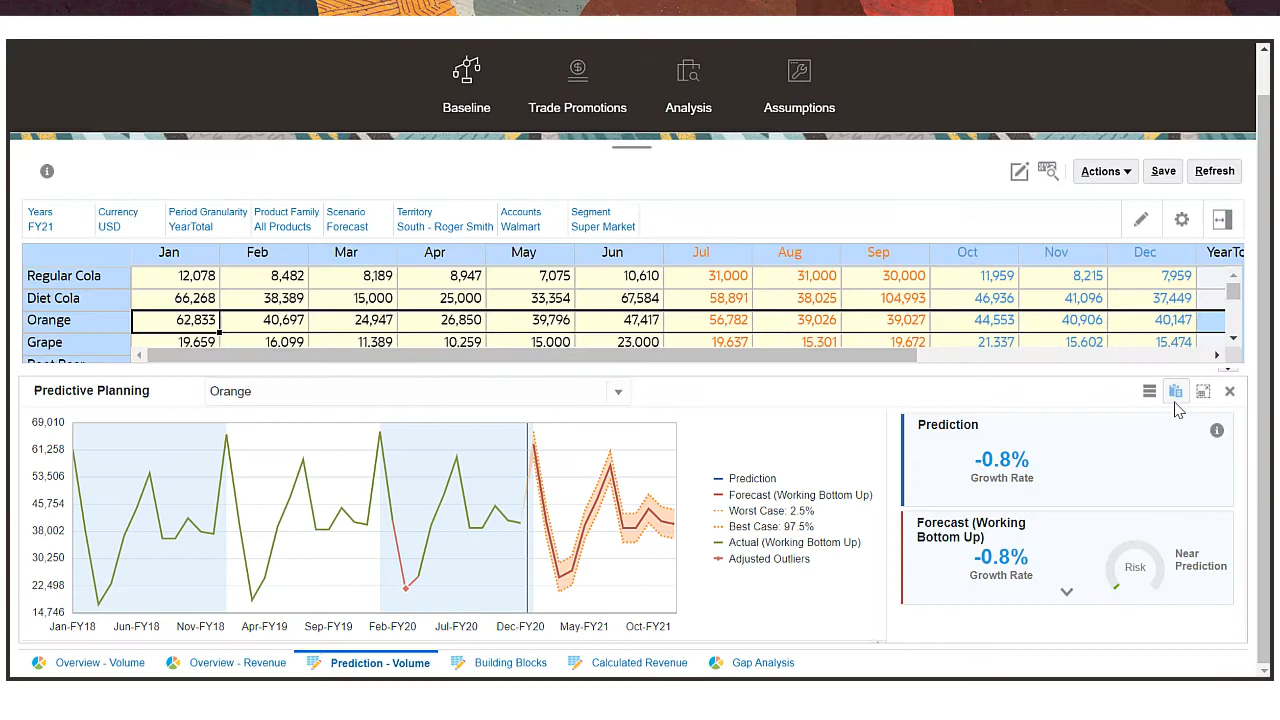 Baseline Trade Promotions Analysis Assumptions
Actions Save Refresh
Years Currency Period Granularity Product Family Scenario Territory Accounts Segment
FY21 USD YearTotal All Products Forecast South - Roger Smith Walmart Super Market
Jan Feb Mar Apr May Jun Jul Aug Sep Oct Nov Dec YearTo
Regular Cola 12,078 8,482 8,189 8,947 7,075 10,610 31,000 31,000 30,000 11,959 8,215 7,959
Diet Cola 66,268 38,389 15,000 25,000 33,354 67,584 58,891 38,025 104,993 46,936 41,096 37,449
Orange 62,833 40,697 24,947 26,850 39,796 47,417 56,782 39,026 39,027 44,553 40,906 40,147
Grape 19,659 16,099 11,389 10,259 15,000 23,000 19,637 15,301 19,672 21,337 15,602 15,474
Predictive Planning Orange
69,010
61,258
53,506
45,754
38,002
30,250
22,498
14,746
Jan-FY18 Jun-FY18 Nov-FY18 Apr-FY19 Sep-FY19 Feb-FY20 Jul-FY20 Dec-FY20 May-FY21 Oct-FY21
Prediction
Forecast (Working Bottom Up)
Worst Case: 2.5%
Best Case: 97.5%
Actual (Working Bottom Up)
Adjusted Outliers
Prediction
-0.8%
Growth Rate
Forecast (Working
Bottom Up)
-0.8%
Growth Rate
Risk
Near
Prediction
Overview - Volume Overview - Revenue Prediction - Volume Building Blocks Calculated Revenue Gap Analysis